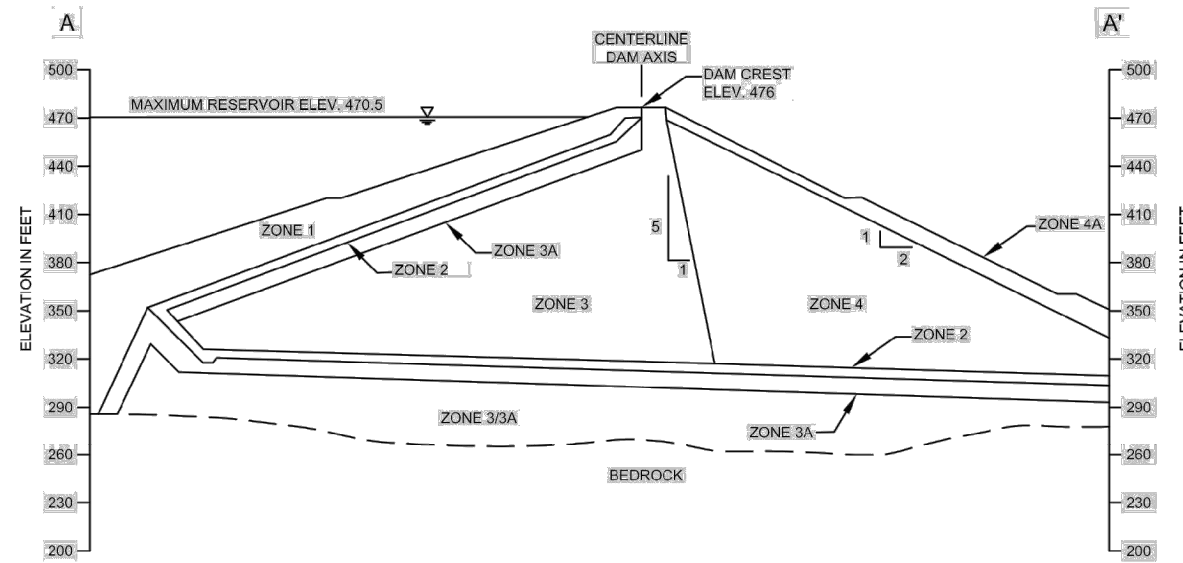 A
A'
CENTERLINE
DAM AXIS
DAM CREST
ELEV. 476
MAXIMUM RESERVOIR ELEV. 470.5
500
470
440
410
380
350
320
290
260
230
200
ELEVATION IN FEET
ZONE 1
ZONE 2
ZONE 3A
5
1
1
2
ZONE 4A
ZONE 3
ZONE 4
ZONE 2
ZONE 3/3A
ZONE 3A
BEDROCK
500
470
440
410
380
350
320
290
260
230
200